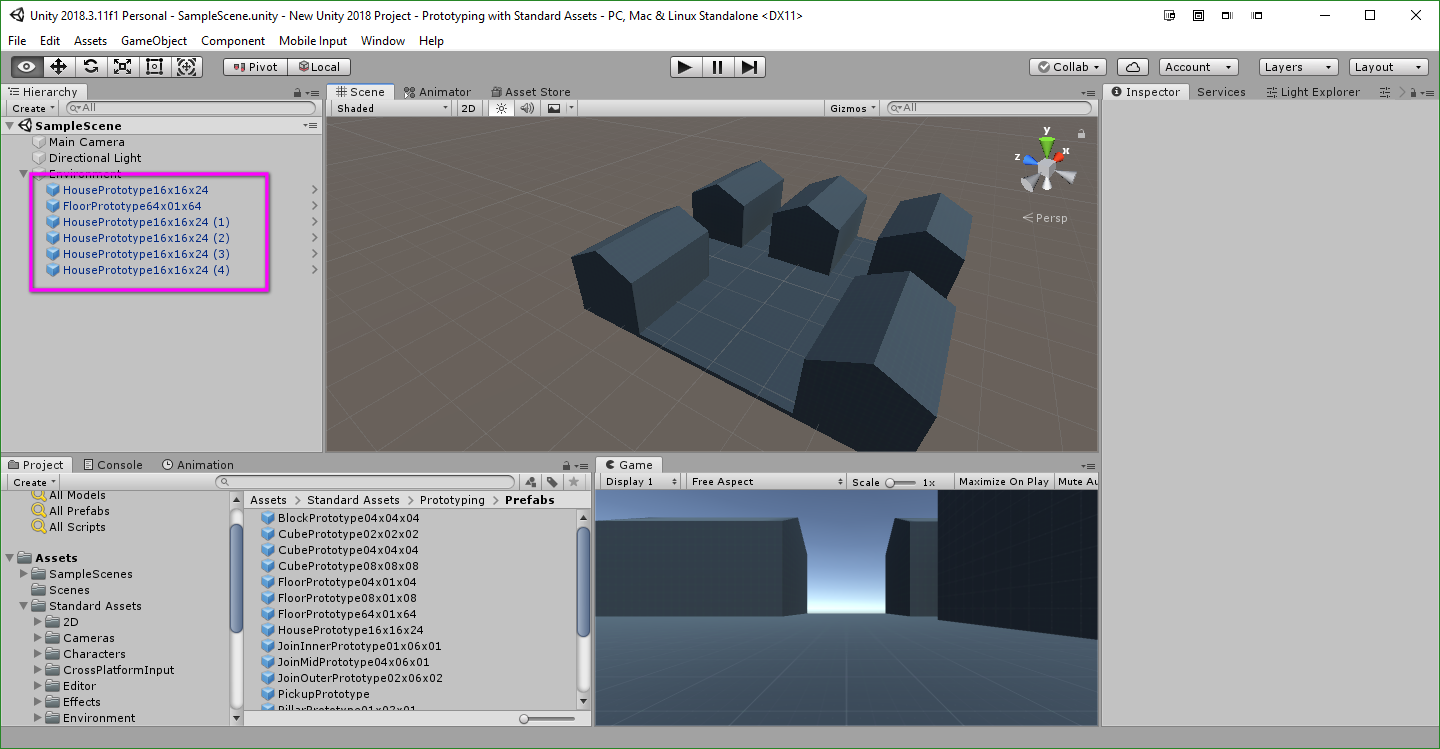 Unity 2018.3.11f1 Personal - SampleScene.unity - New Unity 2018 Project - Prototyping with Standard Assets - PC, Mac & Linux Standalone <DX11>
File Edit Assets GameObject Component Mobile Input Window Help
Pivot Local Collab Account Layers Layout
Hierarchy
Create All
SampleScene
Main Camera
Directional Light
Environment
HousePrototype16x16x24
FloorPrototype64x01x64
HousePrototype16x16x24 (1)
HousePrototype16x16x24 (2)
HousePrototype16x16x24 (3)
HousePrototype16x16x24 (4)
Scene Animator Asset Store
Shaded 2D Gizmos All
y
z x
Persp
Inspector Services Light Explorer
Project Console Animation
Create
All Models
All Prefabs
All Scripts
Assets
SampleScenes
Scenes
Standard Assets
2D
Cameras
Characters
CrossPlatformInput
Editor
Effects
Environment
Assets > Standard Assets > Prototyping > Prefabs
BlockPrototype04x04x04
CubePrototype02x02x02
CubePrototype04x04x04
CubePrototype08x08x08
FloorPrototype04x01x04
FloorPrototype08x01x08
FloorPrototype64x01x64
HousePrototype16x16x24
JoinInnerPrototype01x06x01
JoinMidPrototype04x06x01
JoinOuterPrototype02x06x02
PickupPrototype
PillarPrototype01x02x01
Game
Display 1 Free Aspect Scale 1x Maximize On Play Mute Au